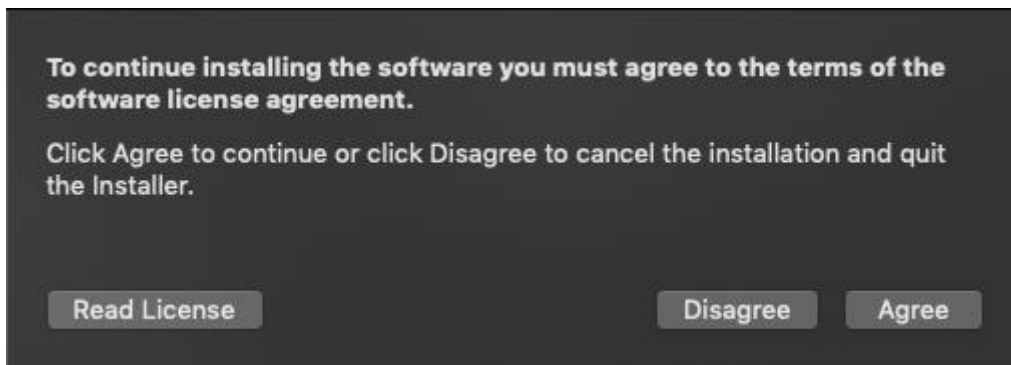 To continue installing the software you must agree to the terms of the
software license agreement.
Click Agree to continue or click Disagree to cancel the installation and quit
the Installer.
Read License
Disagree
Agree